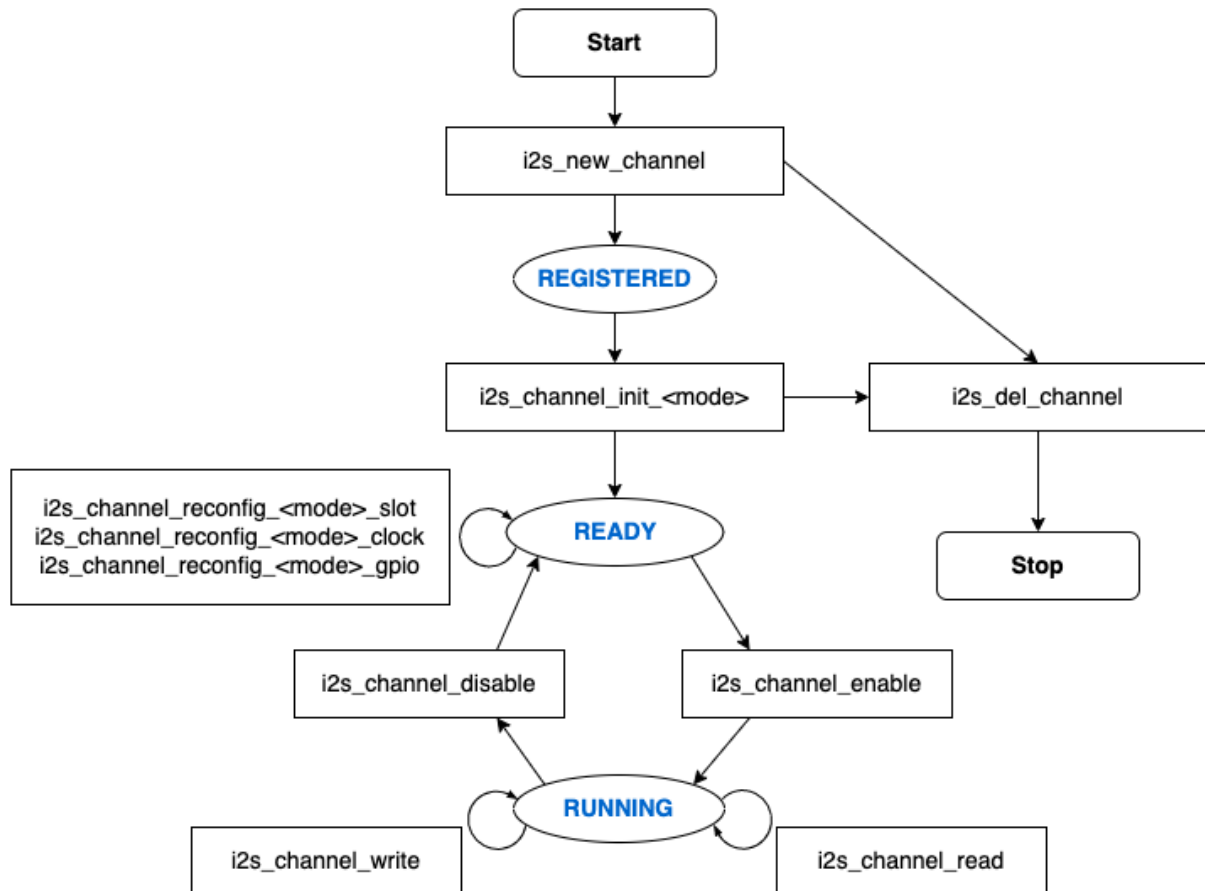 Start
i2s_new_channel
REGISTERED
i2s_channel_init_<mode>
i2s_del_channel
i2s_channel_reconfig_<mode>_slot
i2s_channel_reconfig_<mode>_clock
i2s_channel_reconfig_<mode>_gpio
READY
Stop
i2s_channel_disable
i2s_channel_enable
RUNNING
i2s_channel_write
i2s_channel_read